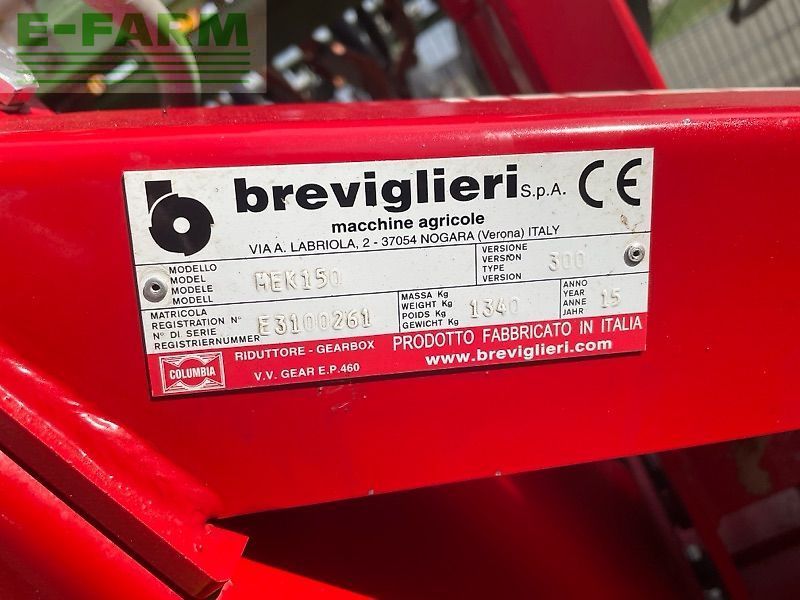 E-FARM
breviglieri S.p.A. CE
macchine agricole
VIA A. LABRIOLA, 2 - 37054 NOGARA (Verona) ITALY
MODELLO
MODEL
MODELE
MODELL
MEK150
VERSIONE
VERSION
TYPE
VERSION
300
MATRICOLA
REGISTRATION N°
N° DI SERIE
REGISTRIERNUMMER
E3100261
MASSA Kg
WEIGHT Kg
POIDS Kg
GEWICHT Kg
1340
ANNO
YEAR
ANNE
JAHR
15
COLUMBIA
RIDUTTORE - GEARBOX
V.V. GEAR E.P.460
PRODOTTO FABBRICATO IN ITALIA
www.breviglieri.com